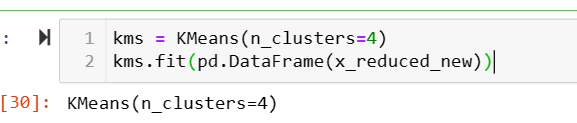 :
1 kms = KMeans(n_clusters=4)
2 kms.fit(pd.DataFrame(x_reduced_new))
[30]: KMeans(n_clusters=4)